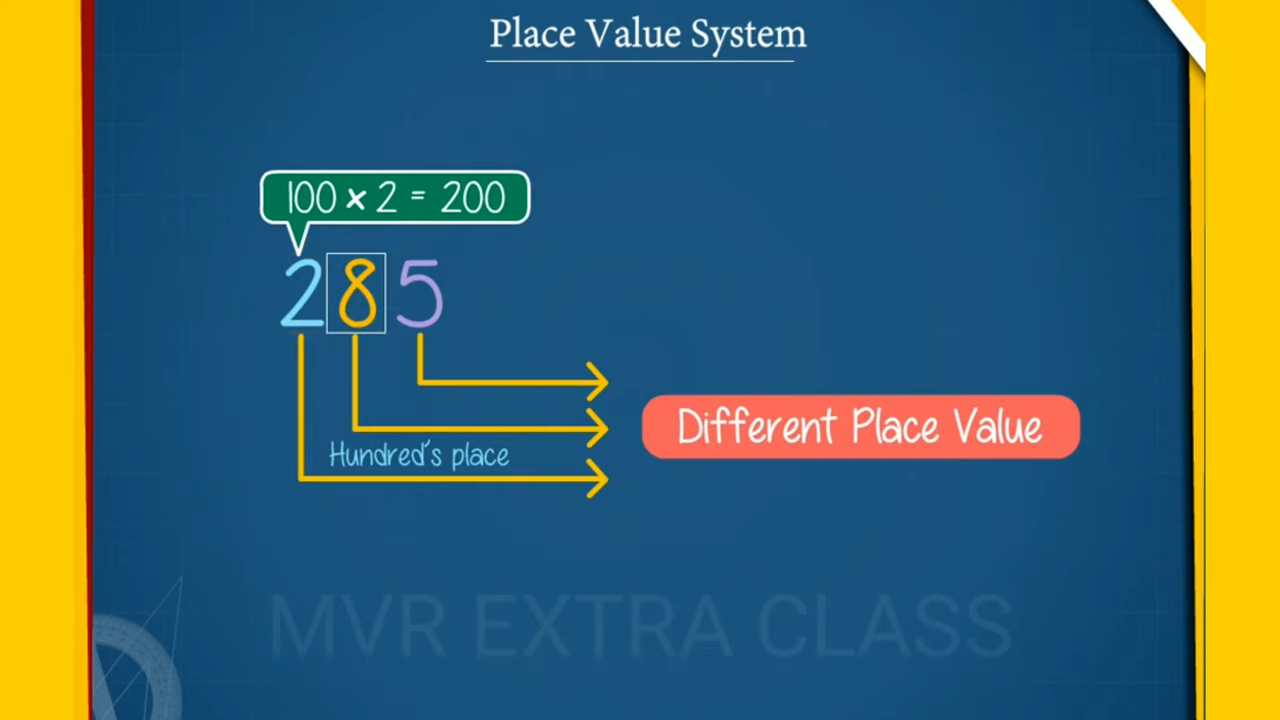 Place Value System
100 × 2 = 200
285
Hundred's place
Different Place Value
MVR EXTRA CLASS